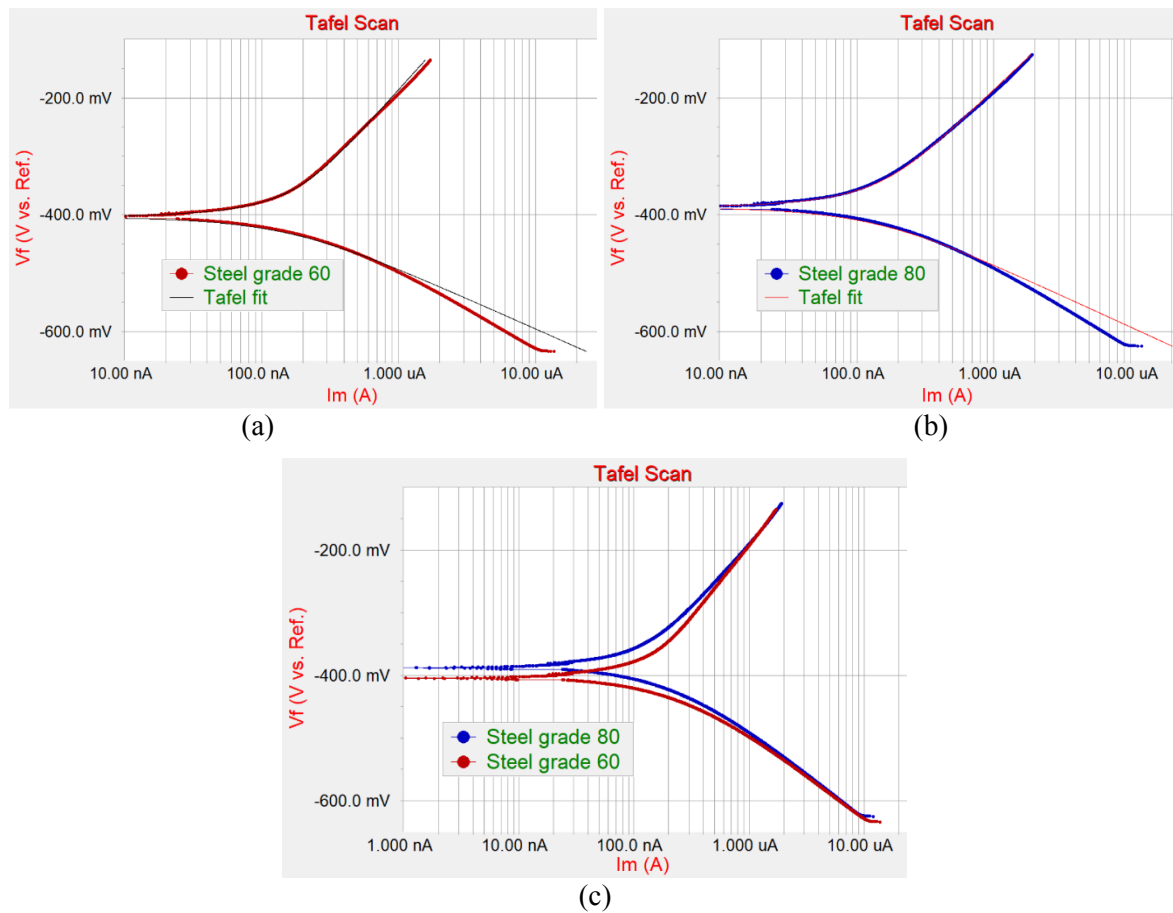 Tafel Scan
-200.0 mV
-400.0 mV
-600.0 mV
Vf (V vs. Ref.)
Steel grade 60
Tafel fit
10.00 nA 100.0 nA 1.000 uA 10.00 uA
Im (A)
(a)
Tafel Scan
-200.0 mV
-400.0 mV
-600.0 mV
Vf (V vs. Ref.)
Steel grade 80
Tafel fit
10.00 nA 100.0 nA 1.000 uA 10.00 uA
Im (A)
(b)
Tafel Scan
-200.0 mV
-400.0 mV
-600.0 mV
Vf (V vs. Ref.)
Steel grade 80
Steel grade 60
1.000 nA 10.00 nA 100.0 nA 1.000 uA 10.00 uA
Im (A)
(c)